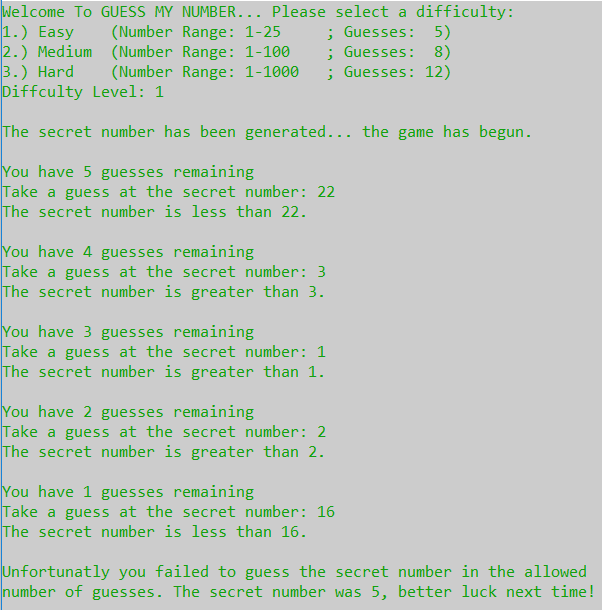 Welcome To GUESS MY NUMBER... Please select a difficulty:
1.) Easy    (Number Range: 1-25     ; Guesses:  5)
2.) Medium  (Number Range: 1-100    ; Guesses:  8)
3.) Hard    (Number Range: 1-1000   ; Guesses: 12)
Diffculty Level: 1
The secret number has been generated... the game has begun.
You have 5 guesses remaining
Take a guess at the secret number: 22
The secret number is less than 22.
You have 4 guesses remaining
Take a guess at the secret number: 3
The secret number is greater than 3.
You have 3 guesses remaining
Take a guess at the secret number: 1
The secret number is greater than 1.
You have 2 guesses remaining
Take a guess at the secret number: 2
The secret number is greater than 2.
You have 1 guesses remaining
Take a guess at the secret number: 16
The secret number is less than 16.
Unfortunatly you failed to guess the secret number in the allowed
number of guesses. The secret number was 5, better luck next time!